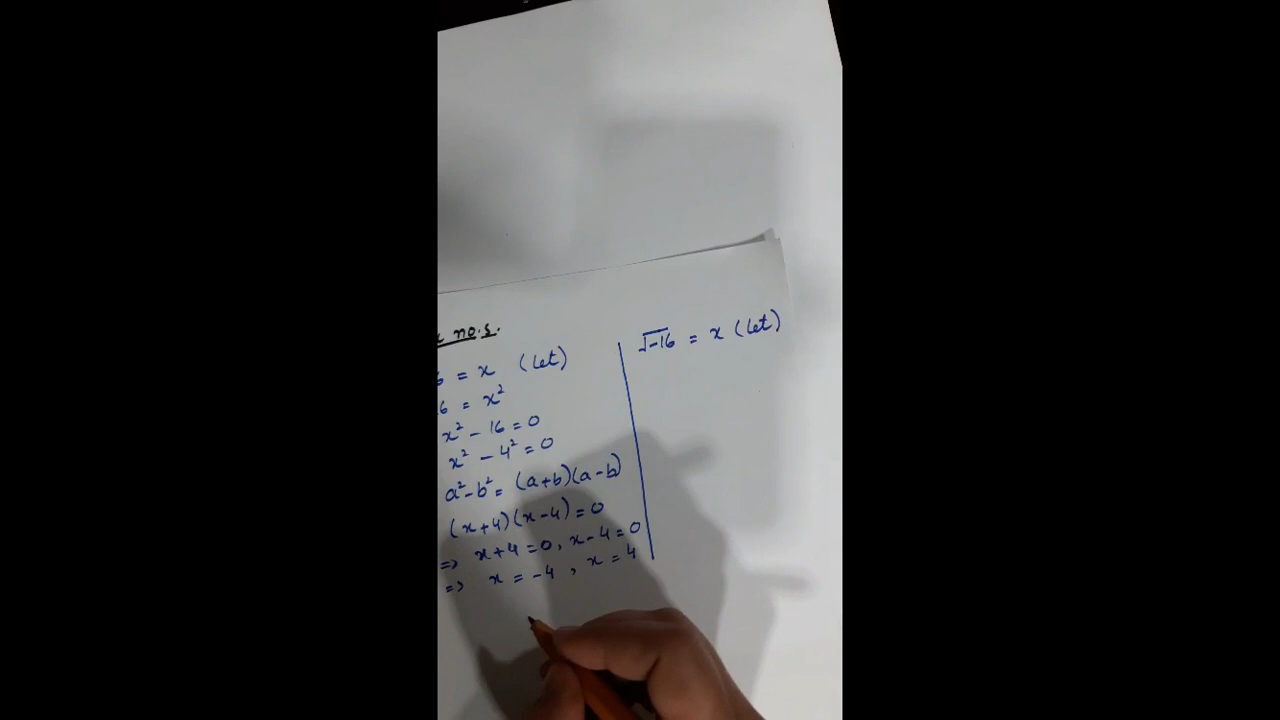 no.s.
6 = x (let)
6 = x²
x² - 16 = 0
x² - 4² = 0
a² - b² = (a+b)(a-b)
(x+4)(x-4) = 0
=> x+4 = 0, x-4 = 0
=> x = -4, x = 4
√-16 = x (let)